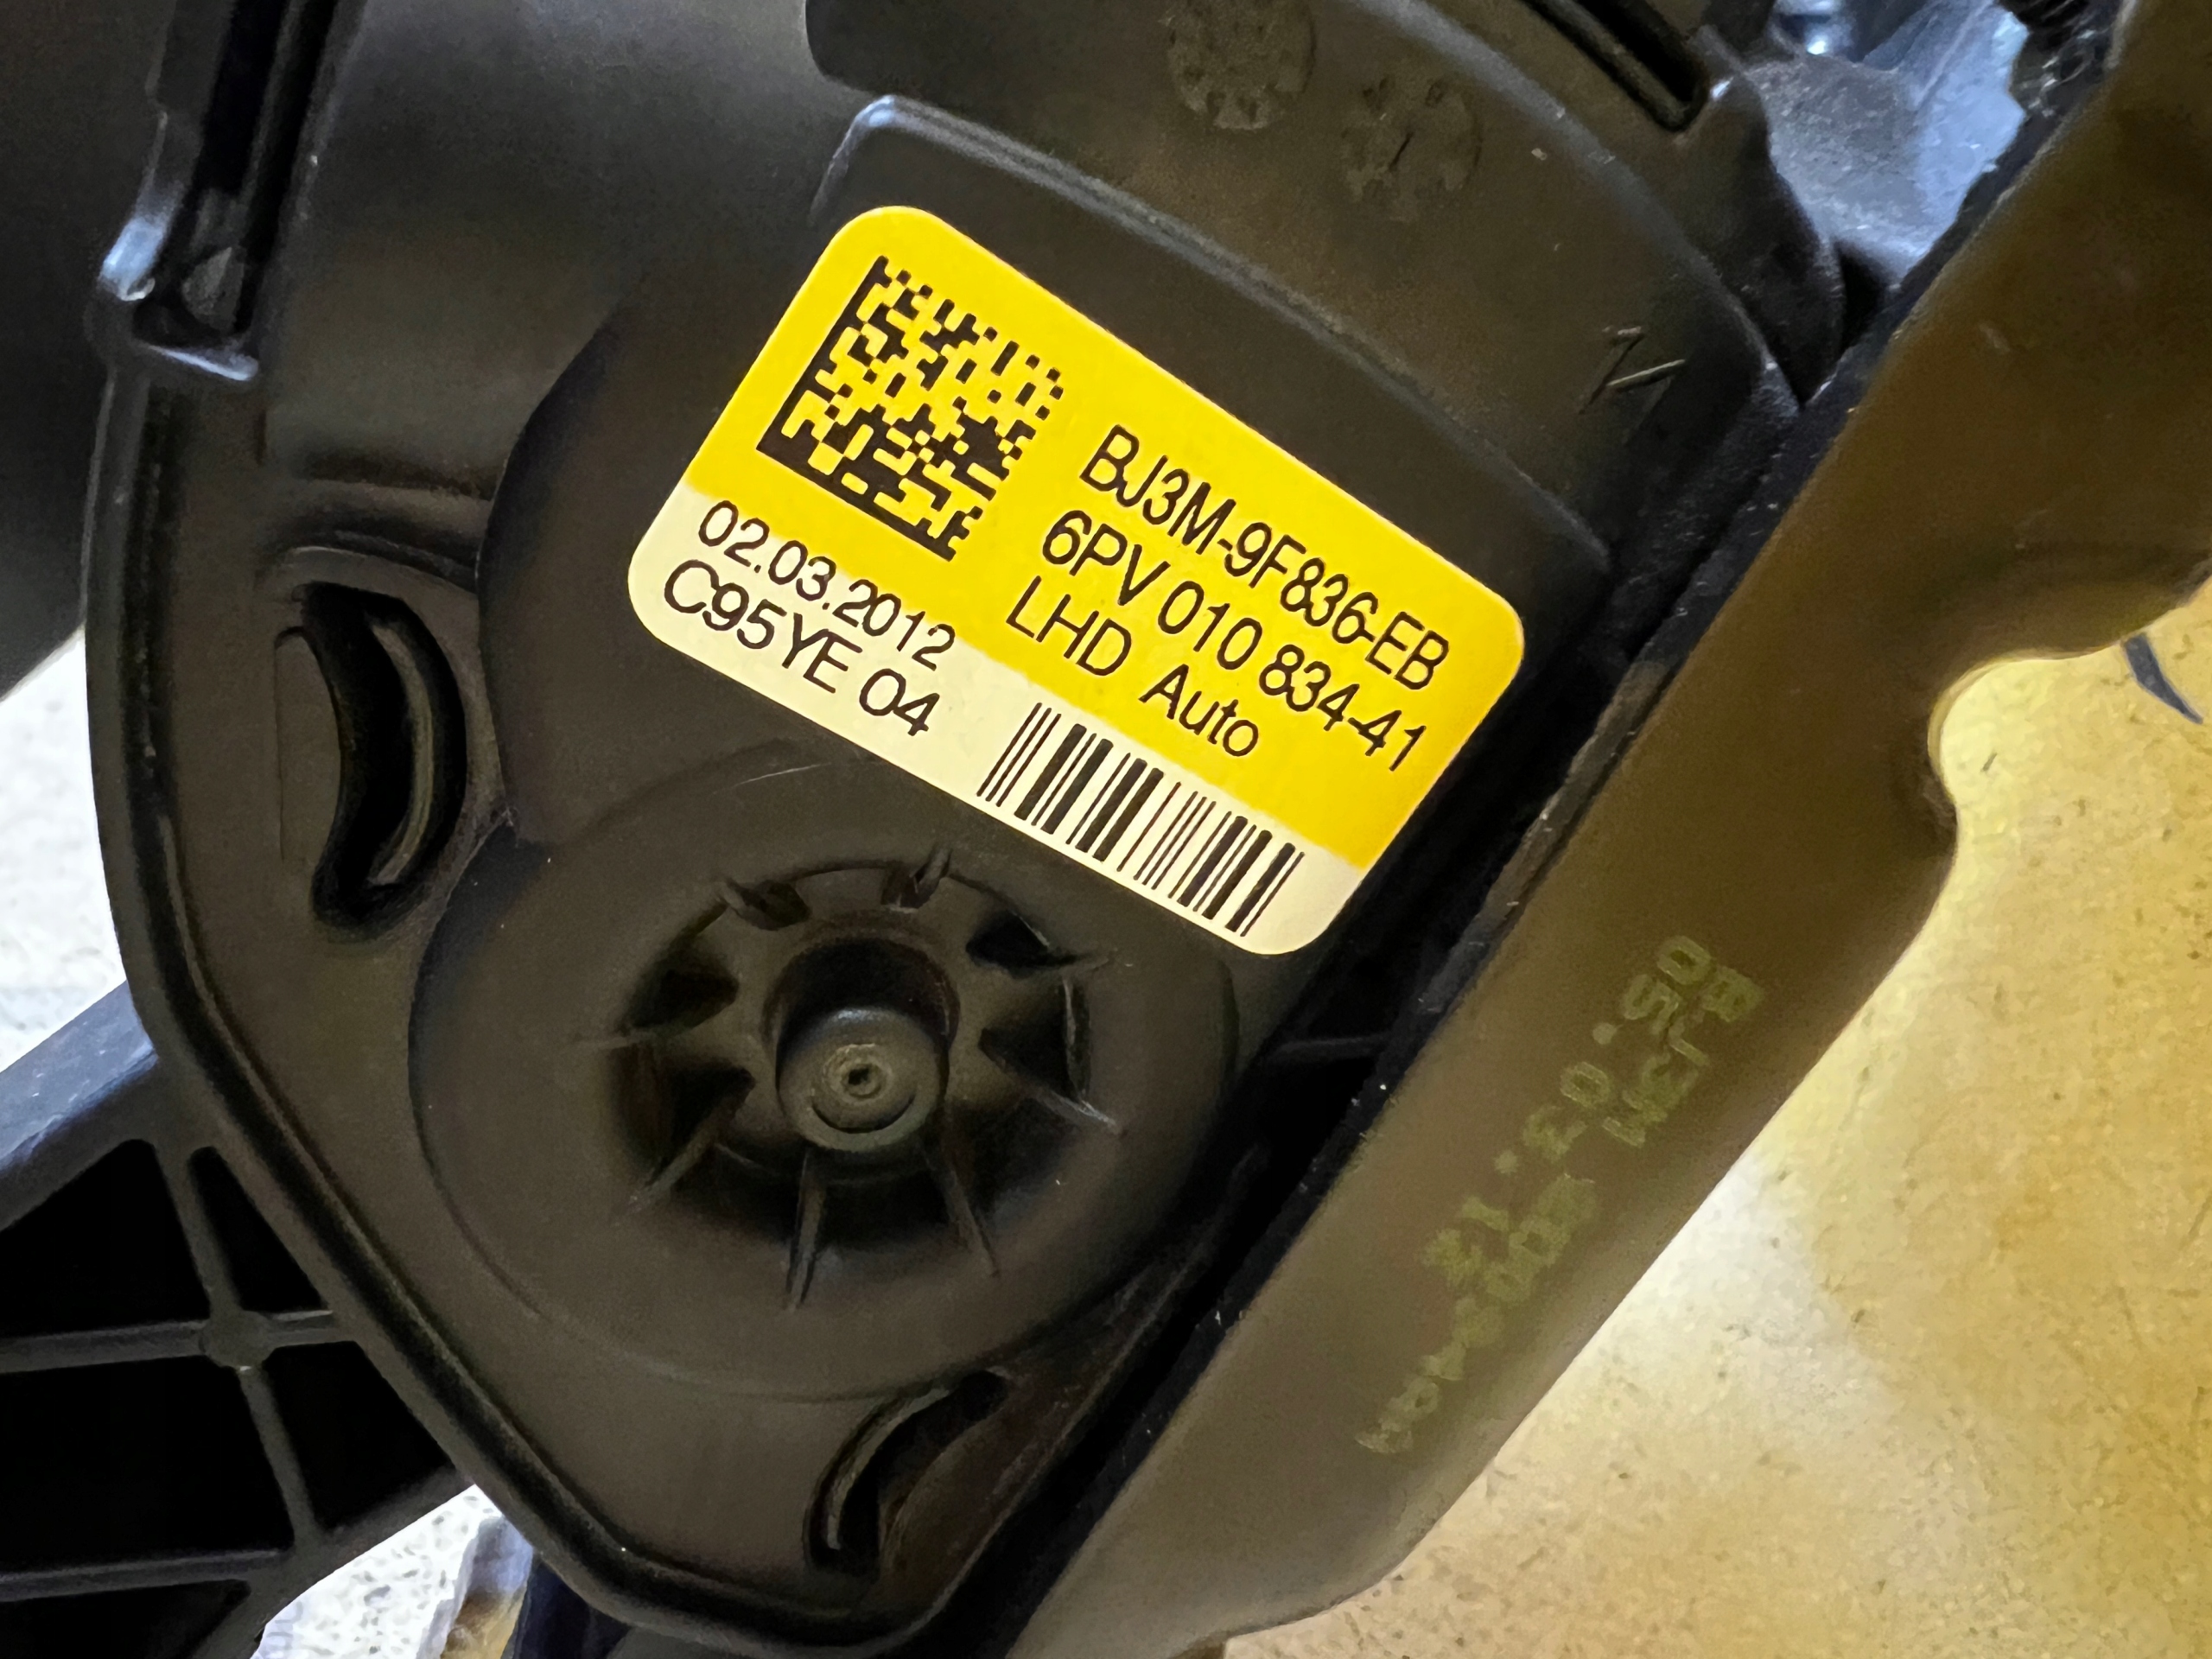 BJ3M-9F836-EB
6PV 010 834-41
LHD Auto
02.03.2012
C95YE 04